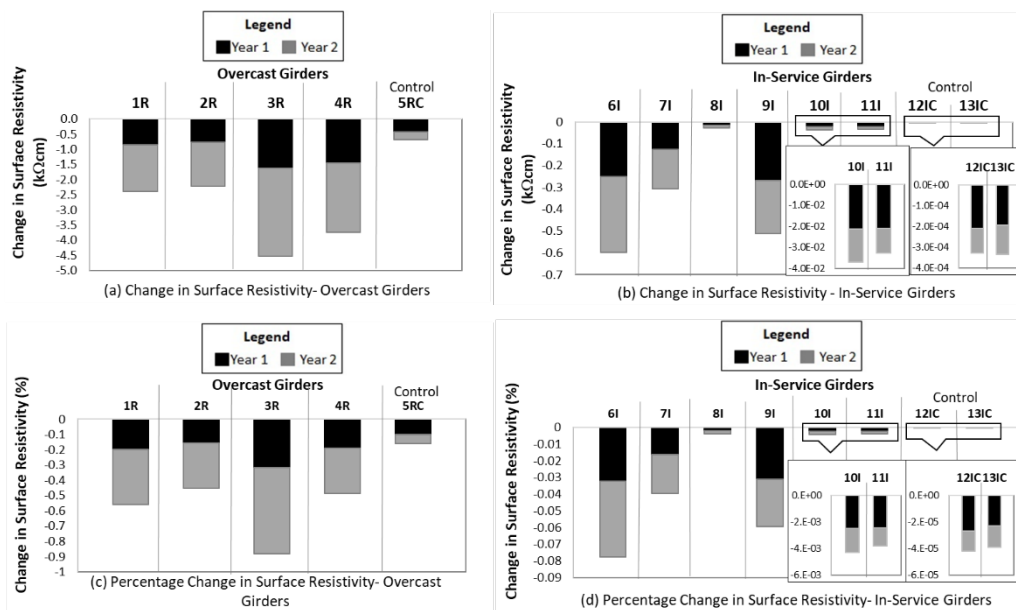 Legend
Year 1 Year 2
Overcast Girders
Control
1R 2R 3R 4R 5RC
Change in Surface Resistivity
(kΩcm)
0.0
-0.5
-1.0
-1.5
-2.0
-2.5
-3.0
-3.5
-4.0
-4.5
-5.0
(a) Change in Surface Resistivity- Overcast Girders
Legend
Year 1 Year 2
In-Service Girders
Control
6I 7I 8I 9I 10I 11I 12IC 13IC
Change in Surface Resistivity
(kΩcm)
0
-0.1
-0.2
-0.3
-0.4
-0.5
-0.6
-0.7
10I 11I
0.0E+00
-1.0E-02
-2.0E-02
-3.0E-02
-4.0E-02
12IC 13IC
0.0E+00
-1.0E-04
-2.0E-04
-3.0E-04
-4.0E-04
(b) Change in Surface Resistivity - In-Service Girders
Legend
Year 1 Year 2
Overcast Girders
Control
1R 2R 3R 4R 5RC
Change in Surface Resistivity (%)
0
-0.1
-0.2
-0.3
-0.4
-0.5
-0.6
-0.7
-0.8
-0.9
-1
(c) Percentage Change in Surface Resistivity- Overcast
Girders
Legend
Year 1 Year 2
In-Service Girders
Control
6I 7I 8I 9I 10I 11I 12IC 13IC
Change in Surface Resistivity (%)
0
-0.01
-0.02
-0.03
-0.04
-0.05
-0.06
-0.07
-0.08
-0.09
10I 11I
0.0E+00
-2.0E-03
-4.0E-03
-6.0E-03
12IC 13IC
0.0E+00
-2.0E-05
-4.0E-05
-6.0E-05
(d) Percentage Change in Surface Resistivity- In-Service Girders